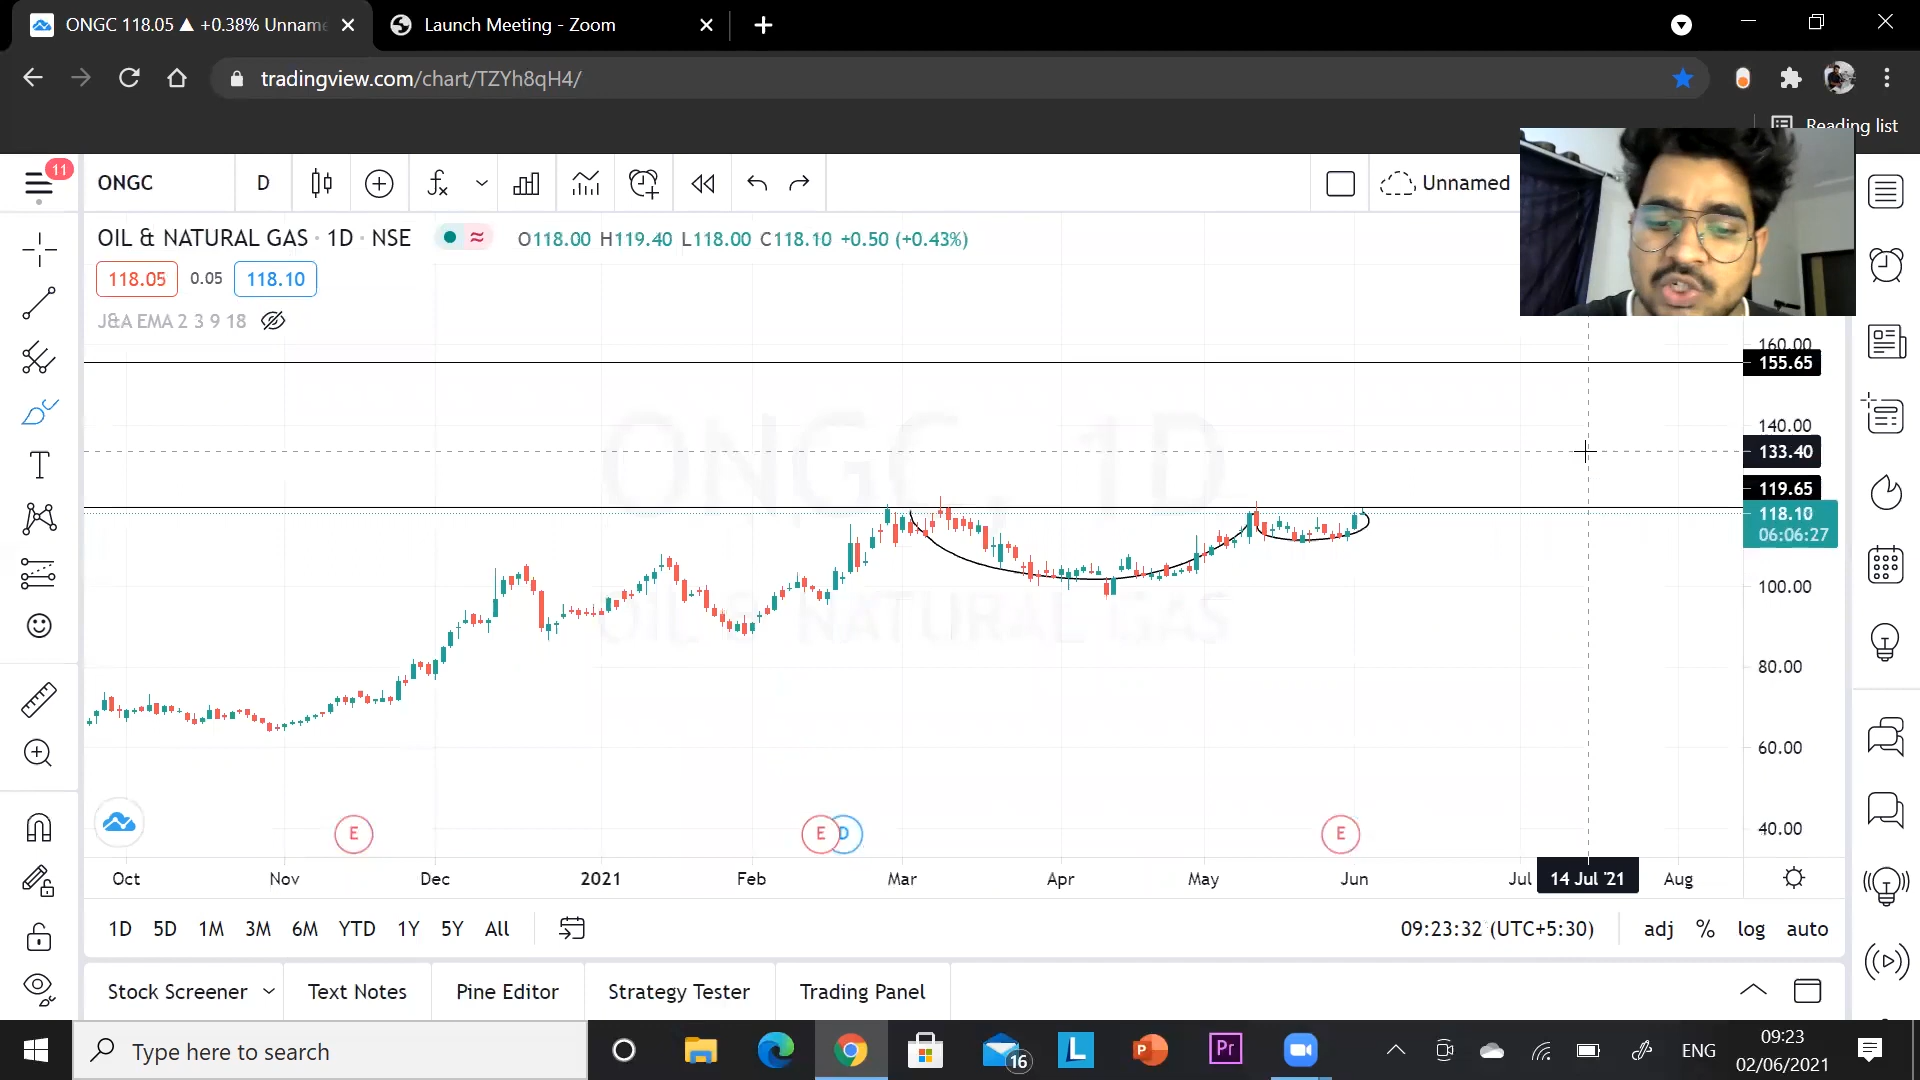 ONGC 118.05 ▲ +0.38% Unname
Launch Meeting - Zoom
tradingview.com/chart/TZYh8qH4/
Reading list
11
ONGC
D
Unnamed
OIL & NATURAL GAS · 1D · NSE
O118.00 H119.40 L118.00 C118.10 +0.50 (+0.43%)
118.05
0.05
118.10
J&A EMA 2 3 9 18
160.00
155.65
140.00
133.40
119.65
118.10
06:06:27
100.00
80.00
60.00
40.00
ONGC, 1D
OIL & NATURAL GAS
E
E
D
E
Oct
Nov
Dec
2021
Feb
Mar
Apr
May
Jun
Jul
14 Jul '21
Aug
1D 5D 1M 3M 6M YTD 1Y 5Y All
09:23:32 (UTC+5:30)
adj % log auto
Stock Screener
Text Notes
Pine Editor
Strategy Tester
Trading Panel
Type here to search
16
L
P
Pr
ENG
09:23
02/06/2021